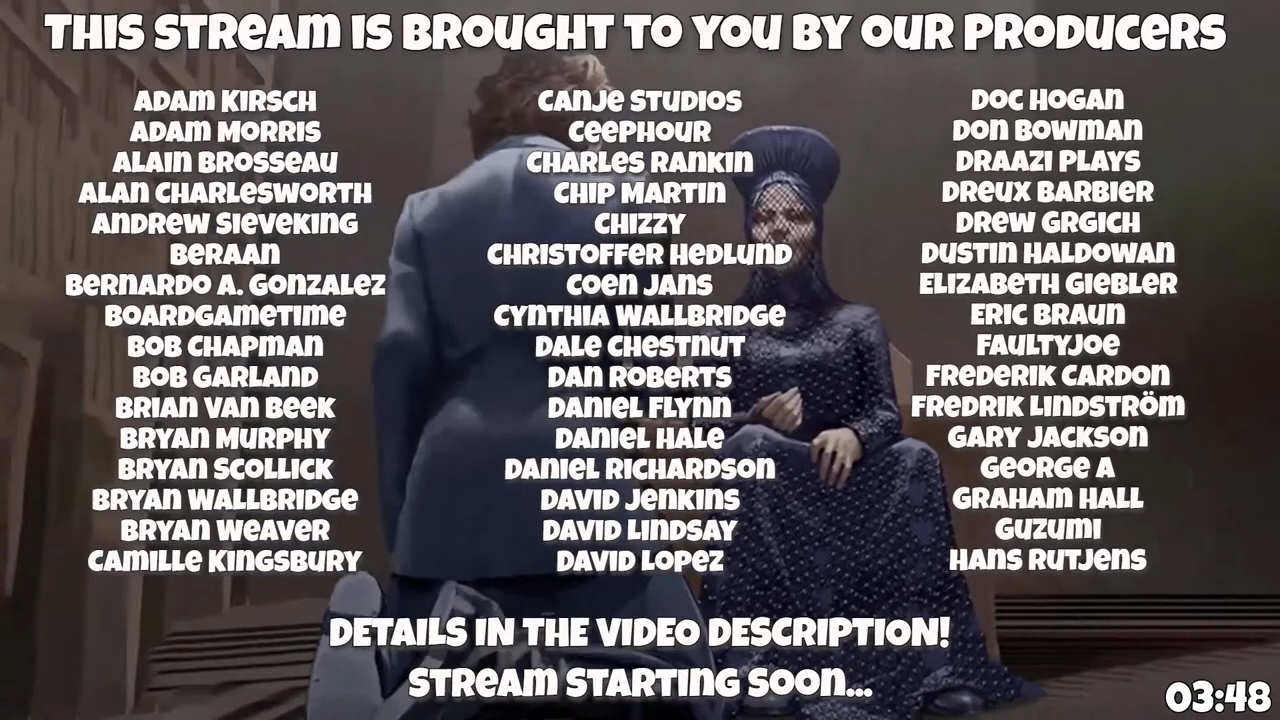 THIS STREAM IS BROUGHT TO YOU BY OUR PRODUCERS
ADAM KIRSCH
ADAM MORRIS
ALAIN BROSSEAU
ALAN CHARLESWORTH
ANDREW SIEVEKING
BERAAN
BERNARDO A. GONZALEZ
BOARDGAMETIME
BOB CHAPMAN
BOB GARLAND
BRIAN VAN BEEK
BRYAN MURPHY
BRYAN SCOLLICK
BRYAN WALLBRIDGE
BRYAN WEAVER
CAMILLE KINGSBURY
CANJE STUDIOS
CEEPHOUR
CHARLES RANKIN
CHIP MARTIN
CHIZZY
CHRISTOFFER HEDLUND
COEN JANS
CYNTHIA WALLBRIDGE
DALE CHESTNUT
DAN ROBERTS
DANIEL FLYNN
DANIEL HALE
DANIEL RICHARDSON
DAVID JENKINS
DAVID LINDSAY
DAVID LOPEZ
DOC HOGAN
DON BOWMAN
DRAAZI PLAYS
DREUX BARBIER
DREW GRGICH
DUSTIN HALDOWAN
ELIZABETH GIEBLER
ERIC BRAUN
FAULTYJOE
FREDERIK CARDON
FREDRIK LINDSTRÖM
GARY JACKSON
GEORGE A
GRAHAM HALL
GUZUMI
HANS RUTJENS
DETAILS IN THE VIDEO DESCRIPTION!
STREAM STARTING SOON...
03:48